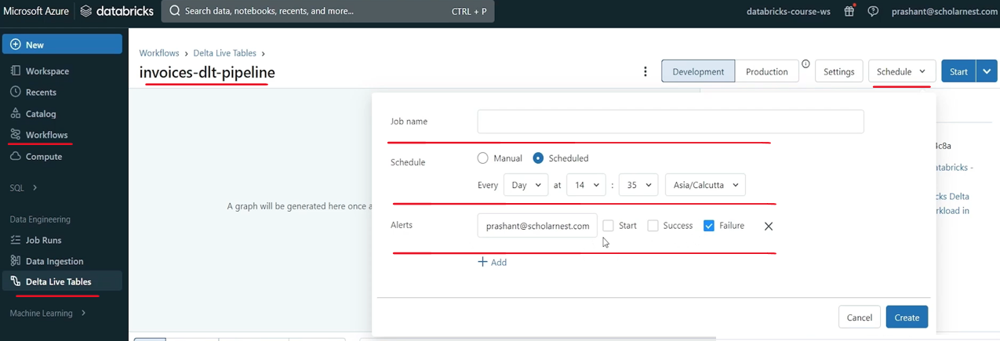 Microsoft Azure databricks Search data, notebooks, recents, and more... CTRL + P databricks-course-ws prashant@scholarnest.com
New
Workspace
Recents
Catalog
Workflows
Compute
SQL
Data Engineering
Job Runs
Data Ingestion
Delta Live Tables
Machine Learning
Workflows > Delta Live Tables >
invoices-dlt-pipeline
Development Production Settings Schedule Start
A graph will be generated here once a
Job name
Schedule Manual Scheduled
Every Day at 14 : 35 Asia/Calcutta
Alerts prashant@scholarnest.com Start Success Failure
+ Add
Cancel Create
4c8a
Delta